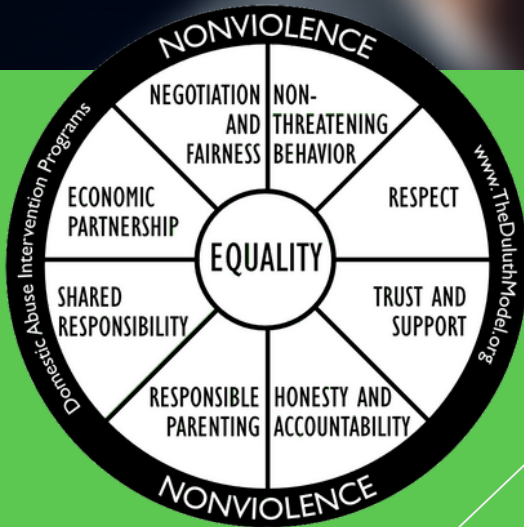 NONVIOLENCE
NEGOTIATION
AND
FAIRNESS
NON-
THREATENING
BEHAVIOR
RESPECT
TRUST AND
SUPPORT
HONESTY AND
ACCOUNTABILITY
RESPONSIBLE
PARENTING
SHARED
RESPONSIBILITY
ECONOMIC
PARTNERSHIP
EQUALITY
Domestic Abuse Intervention Programs
www.TheDuluthModel.org
NONVIOLENCE